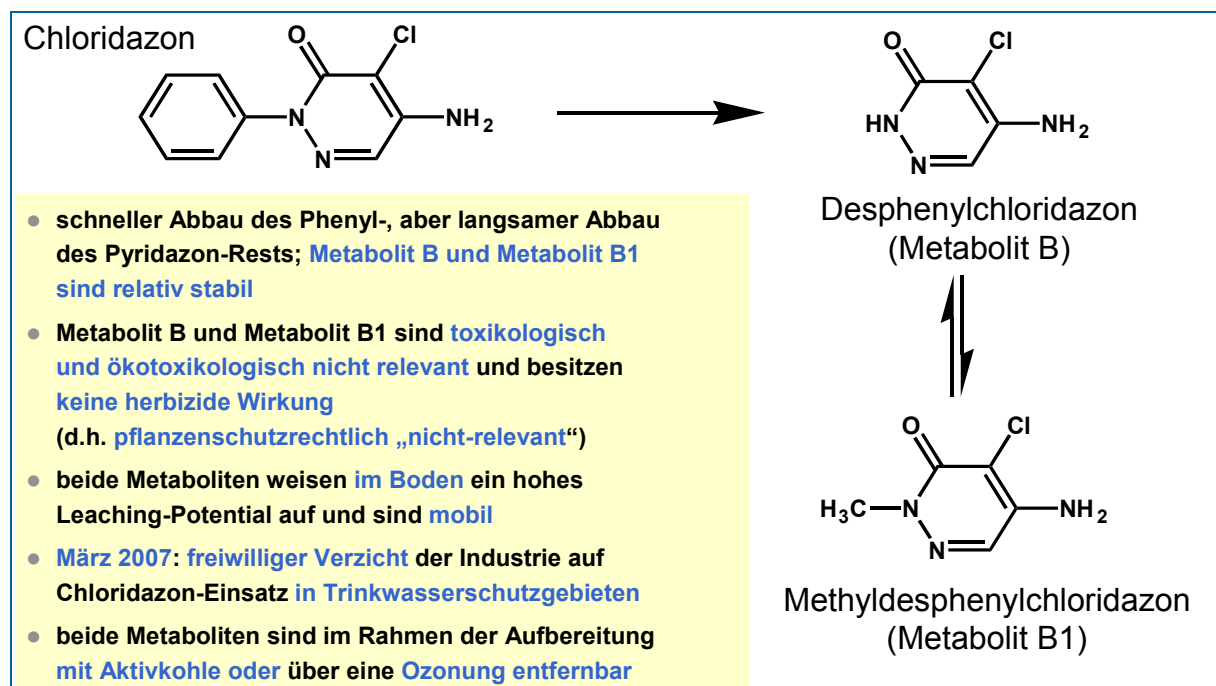 Chloridazon
O
Cl
N
N
NH2
O
Cl
HN
N
NH2
Desphenylchloridazon
(Metabolit B)
● schneller Abbau des Phenyl-, aber langsamer Abbau
des Pyridazon-Rests; Metabolit B und Metabolit B1
sind relativ stabil
● Metabolit B und Metabolit B1 sind toxikologisch
und ökotoxikologisch nicht relevant und besitzen
keine herbizide Wirkung
(d.h. pflanzenschutzrechtlich „nicht-relevant“)
● beide Metaboliten weisen im Boden ein hohes
Leaching-Potential auf und sind mobil
● März 2007: freiwilliger Verzicht der Industrie auf
Chloridazon-Einsatz in Trinkwasserschutzgebieten
● beide Metaboliten sind im Rahmen der Aufbereitung
mit Aktivkohle oder über eine Ozonung entfernbar
O
Cl
H3C
N
N
NH2
Methyldesphenylchloridazon
(Metabolit B1)